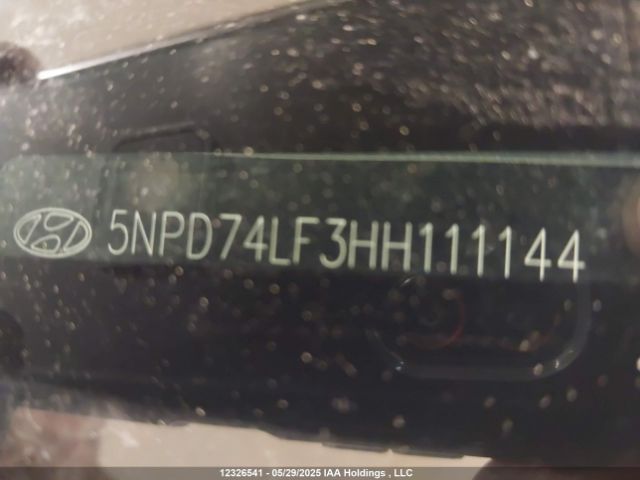 5NPD74LF3HH111144
12326541 - 05/29/2025 IAA Holdings , LLC